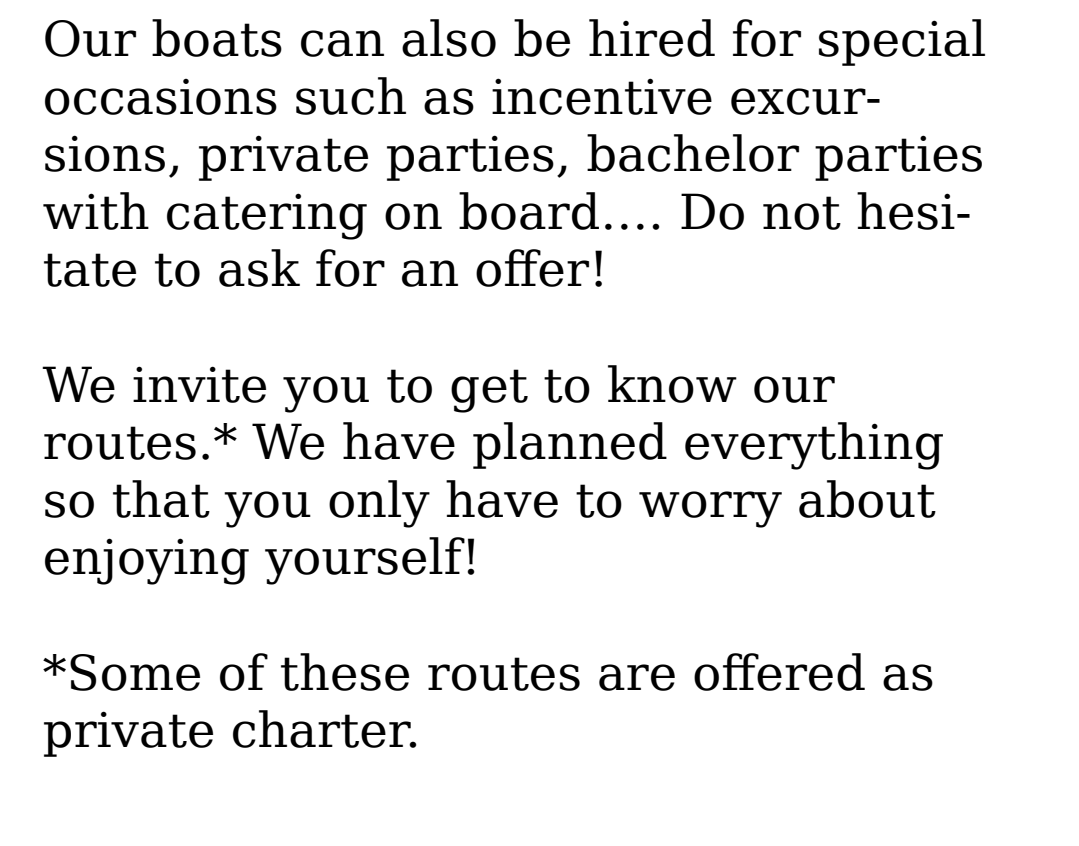 Our boats can also be hired for special
occasions such as incentive excur-
sions, private parties, bachelor parties
with catering on board.... Do not hesi-
tate to ask for an offer!

We invite you to get to know our
routes.* We have planned everything
so that you only have to worry about
enjoying yourself!

*Some of these routes are offered as
private charter.